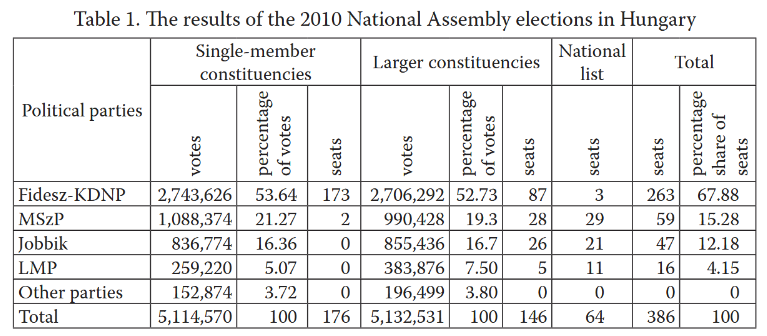 Table 1. The results of the 2010 National Assembly elections in Hungary
Political parties | Single-member constituencies | Larger constituencies | National list | Total
votes | percentage of votes | seats | votes | percentage of votes | seats | seats | seats | percentage share of seats
Fidesz-KDNP | 2,743,626 | 53.64 | 173 | 2,706,292 | 52.73 | 87 | 3 | 263 | 67.88
MSzP | 1,088,374 | 21.27 | 2 | 990,428 | 19.3 | 28 | 29 | 59 | 15.28
Jobbik | 836,774 | 16.36 | 0 | 855,436 | 16.7 | 26 | 21 | 47 | 12.18
LMP | 259,220 | 5.07 | 0 | 383,876 | 7.50 | 5 | 11 | 16 | 4.15
Other parties | 152,874 | 3.72 | 0 | 196,499 | 3.80 | 0 | 0 | 0 | 0
Total | 5,114,570 | 100 | 176 | 5,132,531 | 100 | 146 | 64 | 386 | 100